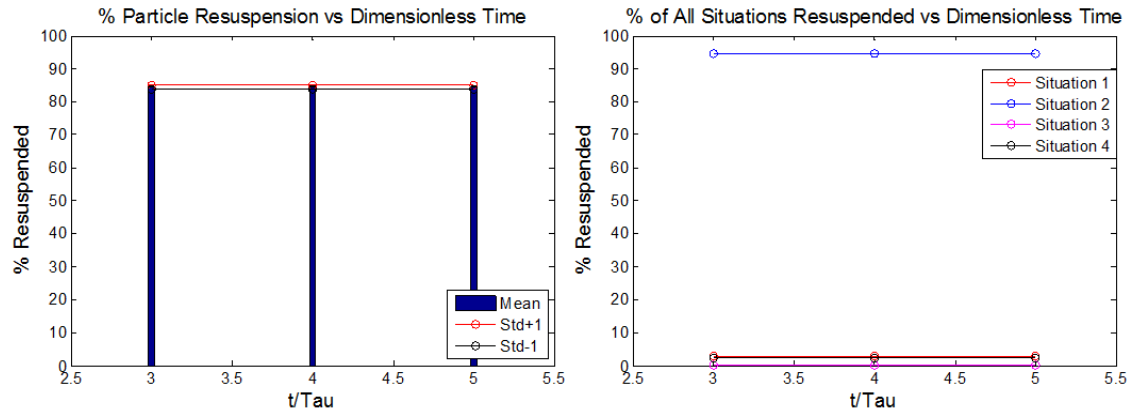 % Particle Resuspension vs Dimensionless Time
100
90
80
70
60
50
40
30
20
10
0
% Resuspended
2.5
3
3.5
4
4.5
5
5.5
t/Tau
Mean
Std+1
Std-1
% of All Situations Resuspended vs Dimensionless Time
100
90
80
70
60
50
40
30
20
10
0
% Resuspended
2.5
3
3.5
4
4.5
5
5.5
t/Tau
Situation 1
Situation 2
Situation 3
Situation 4